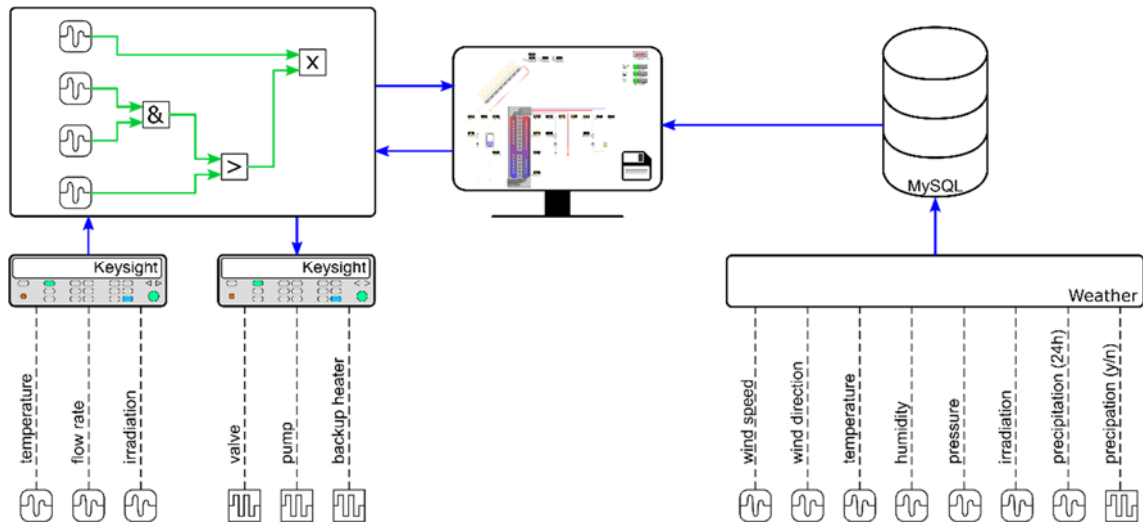 X
&
>
MySQL
Keysight
Keysight
Weather
temperature
flow rate
irradiation
valve
pump
backup heater
wind speed
wind direction
temperature
humidity
pressure
irradiation
precipitation (24h)
precipation (y/n)